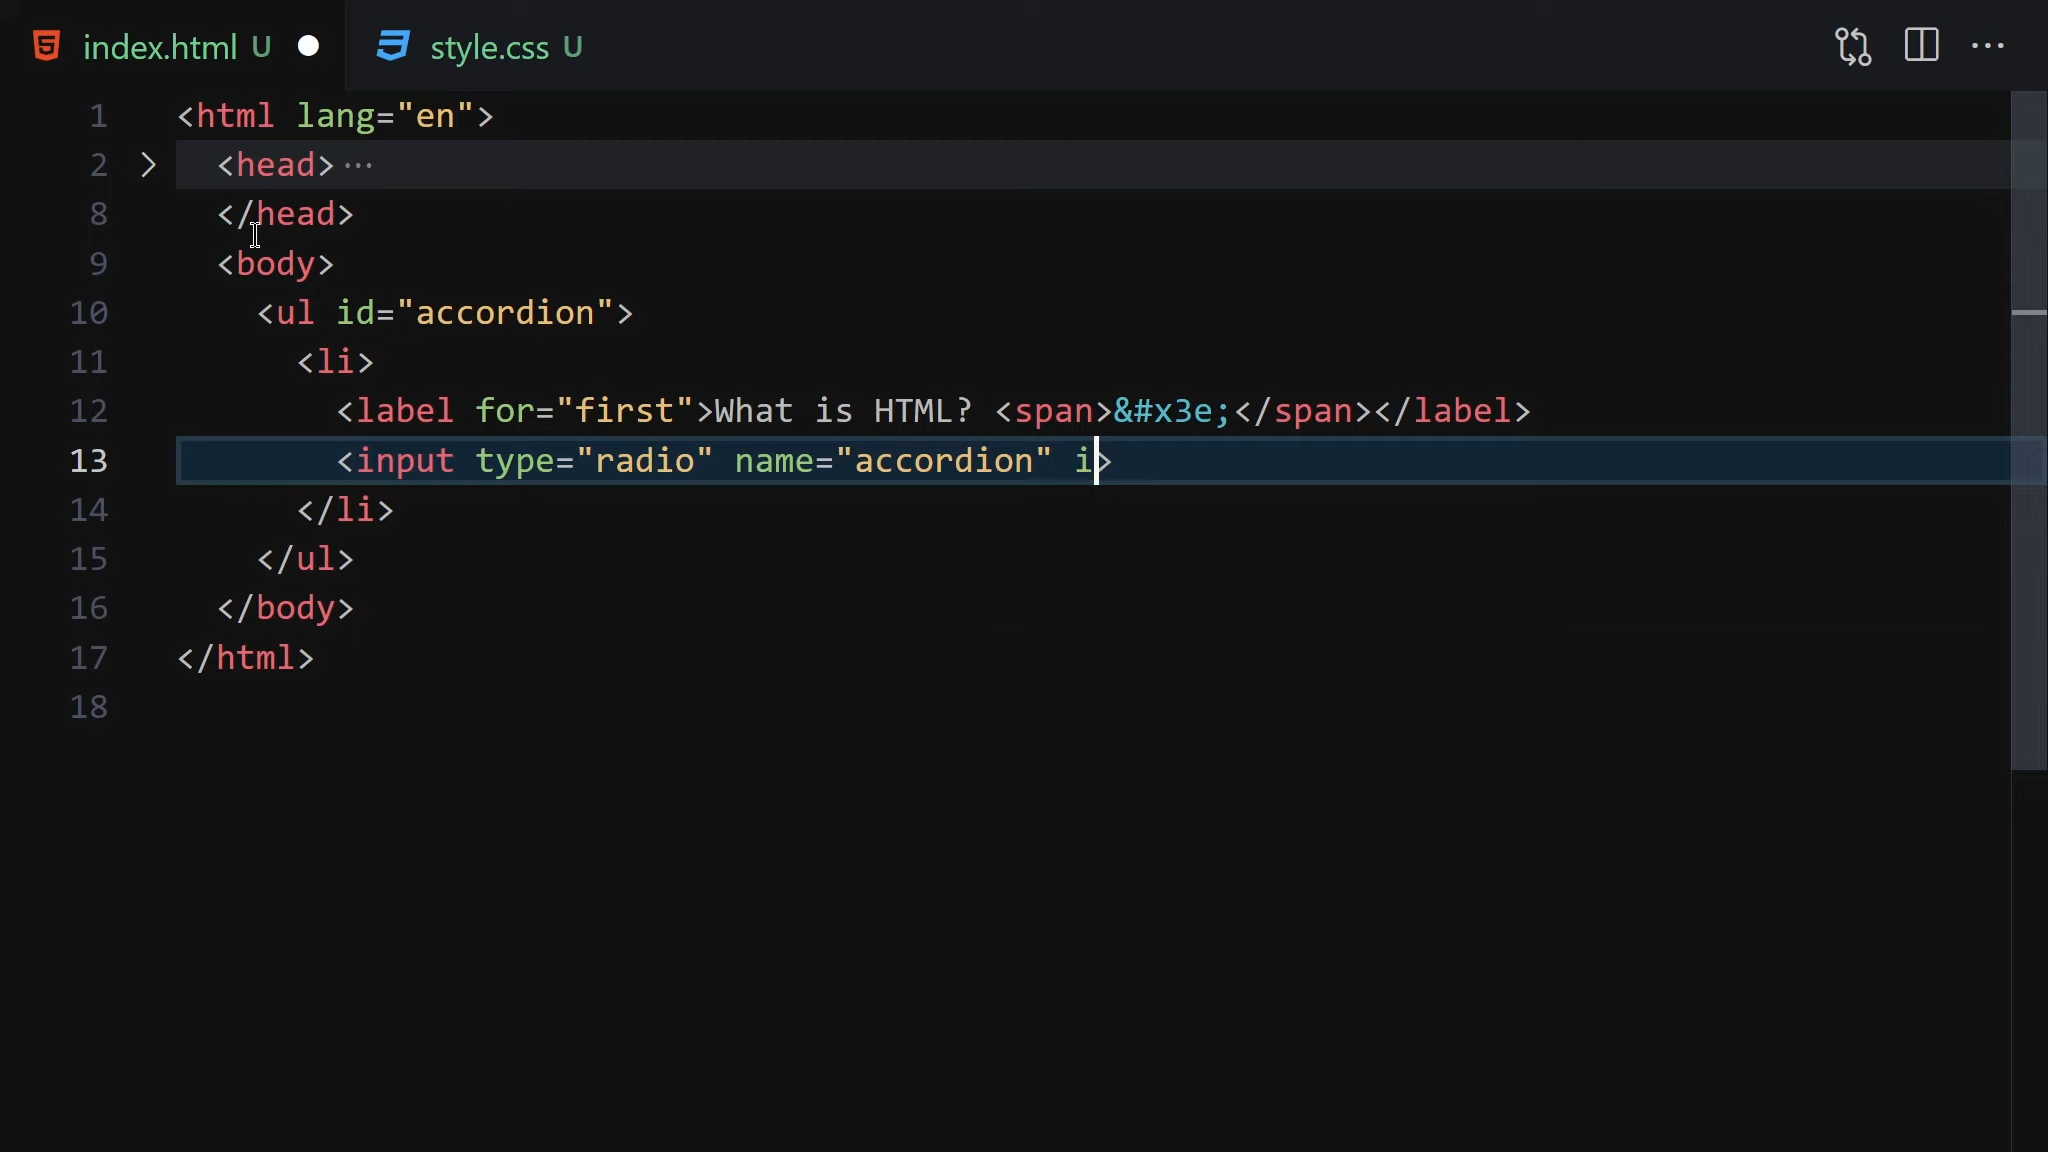 index.html U ● style.css U ···
1 <html lang="en">
2 <head>···
8 </head>
9 <body>
10 <ul id="accordion">
11 <li>
12 <label for="first">What is HTML? <span>&#x3e;</span></label>
13 <input type="radio" name="accordion" i>
14 </li>
15 </ul>
16 </body>
17 </html>
18